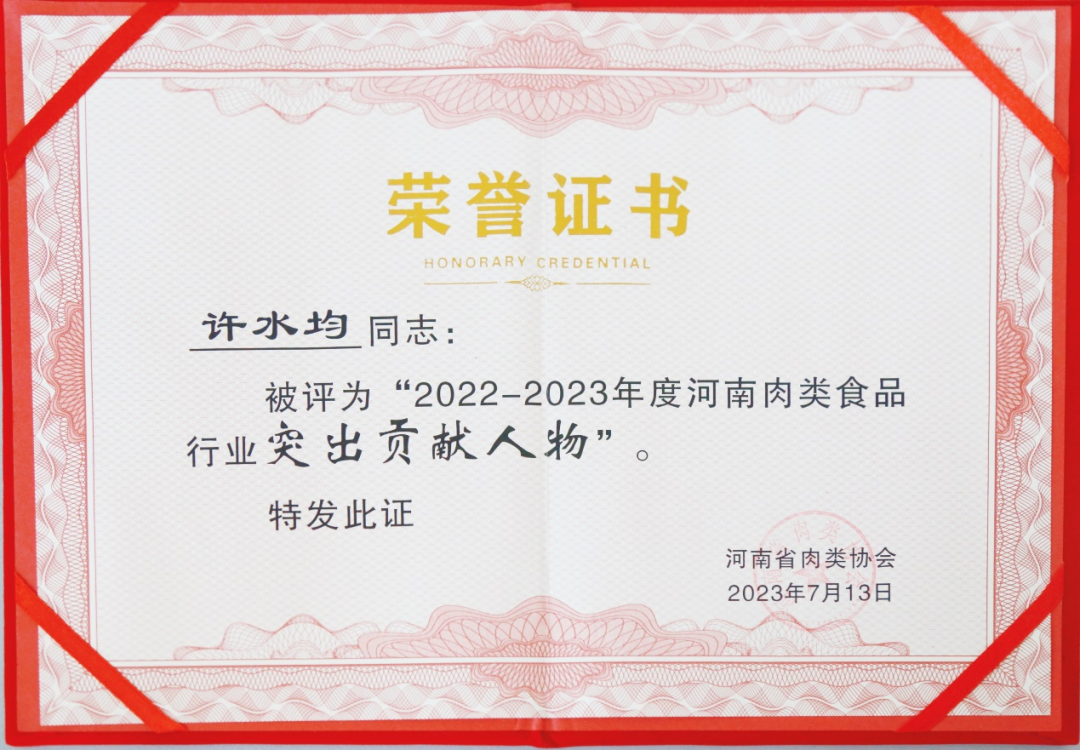 荣誉证书
HONORARY CREDENTIAL
许水均同志：
被评为“2022-2023年度河南肉类食品
行业突出贡献人物”。
特发此证
河南省肉类协会
2023年7月13日